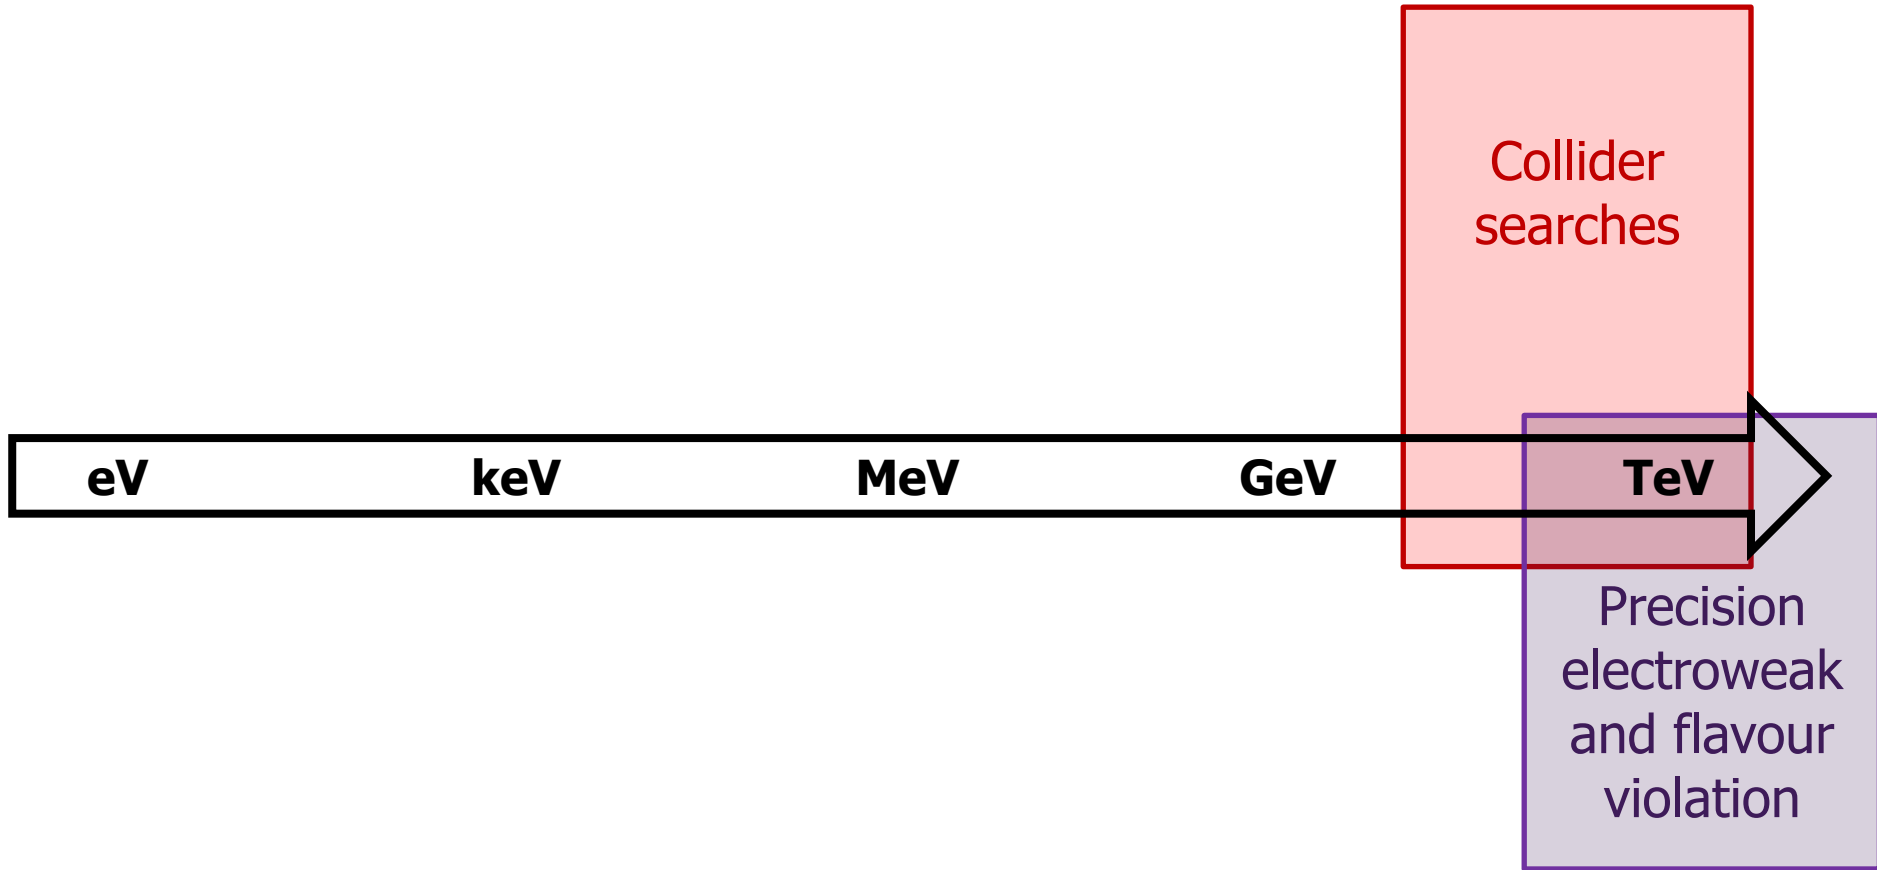 Collider
searches
eV keV MeV GeV TeV
Precision
electroweak
and flavour
violation